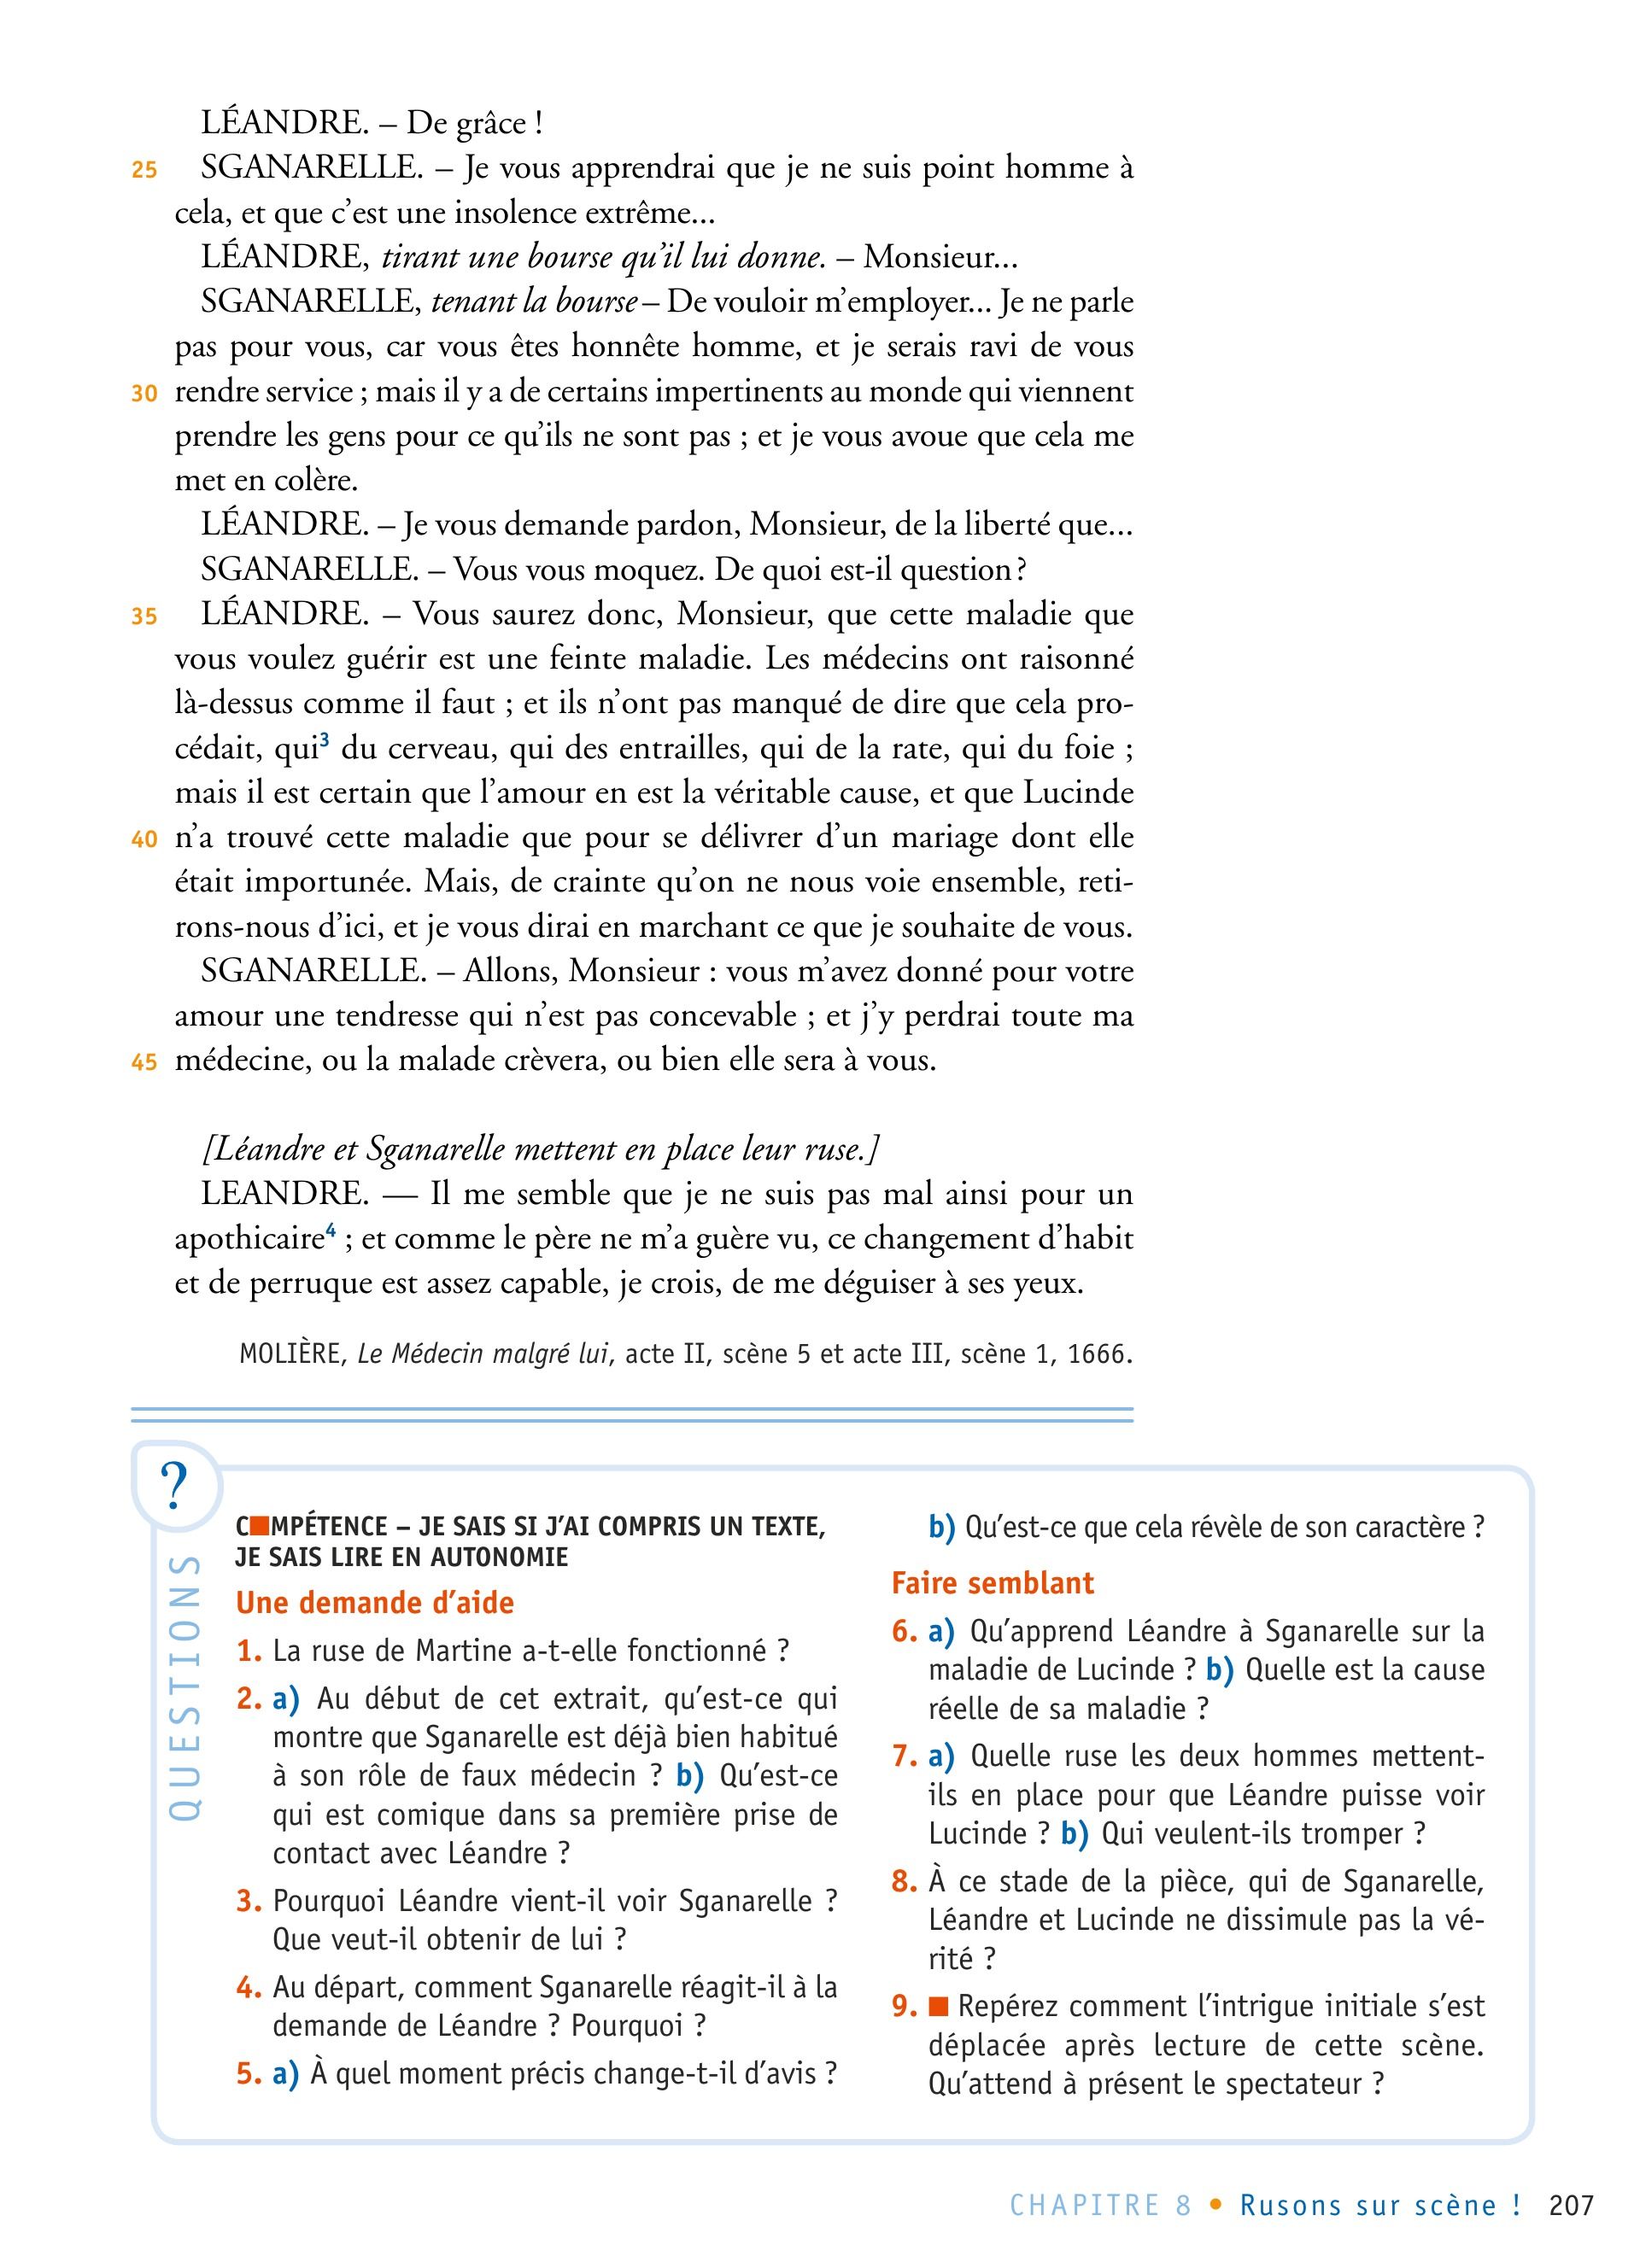 LÉANDRE. – De grâce !
25 SGANARELLE. – Je vous apprendrai que je ne suis point homme à
cela, et que c’est une insolence extrême...
LÉANDRE, tirant une bourse qu’il lui donne. – Monsieur...
SGANARELLE, tenant la bourse – De vouloir m’employer... Je ne parle
pas pour vous, car vous êtes honnête homme, et je serais ravi de vous
30 rendre service ; mais il y a de certains impertinents au monde qui viennent
prendre les gens pour ce qu’ils ne sont pas ; et je vous avoue que cela me
met en colère.
LÉANDRE. – Je vous demande pardon, Monsieur, de la liberté que...
SGANARELLE. – Vous vous moquez. De quoi est-il question ?
35 LÉANDRE. – Vous saurez donc, Monsieur, que cette maladie que
vous voulez guérir est une feinte maladie. Les médecins ont raisonné
là-dessus comme il faut ; et ils n’ont pas manqué de dire que cela pro-
cédait, qui3 du cerveau, qui des entrailles, qui de la rate, qui du foie ;
mais il est certain que l’amour en est la véritable cause, et que Lucinde
40 n’a trouvé cette maladie que pour se délivrer d’un mariage dont elle
était importunée. Mais, de crainte qu’on ne nous voie ensemble, reti-
rons-nous d’ici, et je vous dirai en marchant ce que je souhaite de vous.
SGANARELLE. – Allons, Monsieur : vous m’avez donné pour votre
amour une tendresse qui n’est pas concevable ; et j’y perdrai toute ma
45 médecine, ou la malade crèvera, ou bien elle sera à vous.
[Léandre et Sganarelle mettent en place leur ruse.]
LEANDRE. — Il me semble que je ne suis pas mal ainsi pour un
apothicaire4 ; et comme le père ne m’a guère vu, ce changement d’habit
et de perruque est assez capable, je crois, de me déguiser à ses yeux.
MOLIÈRE, Le Médecin malgré lui, acte II, scène 5 et acte III, scène 1, 1666.
?
QUESTIONS
C■MPÉTENCE – JE SAIS SI J’AI COMPRIS UN TEXTE,
JE SAIS LIRE EN AUTONOMIE
Une demande d’aide
1. La ruse de Martine a-t-elle fonctionné ?
2. a) Au début de cet extrait, qu’est-ce qui
montre que Sganarelle est déjà bien habitué
à son rôle de faux médecin ? b) Qu’est-ce
qui est comique dans sa première prise de
contact avec Léandre ?
3. Pourquoi Léandre vient-il voir Sganarelle ?
Que veut-il obtenir de lui ?
4. Au départ, comment Sganarelle réagit-il à la
demande de Léandre ? Pourquoi ?
5. a) À quel moment précis change-t-il d’avis ?
b) Qu’est-ce que cela révèle de son caractère ?
Faire semblant
6. a) Qu’apprend Léandre à Sganarelle sur la
maladie de Lucinde ? b) Quelle est la cause
réelle de sa maladie ?
7. a) Quelle ruse les deux hommes mettent-
ils en place pour que Léandre puisse voir
Lucinde ? b) Qui veulent-ils tromper ?
8. À ce stade de la pièce, qui de Sganarelle,
Léandre et Lucinde ne dissimule pas la vé-
rité ?
9. ■ Repérez comment l’intrigue initiale s’est
déplacée après lecture de cette scène.
Qu’attend à présent le spectateur ?
CHAPITRE 8 • Rusons sur scène ! 207